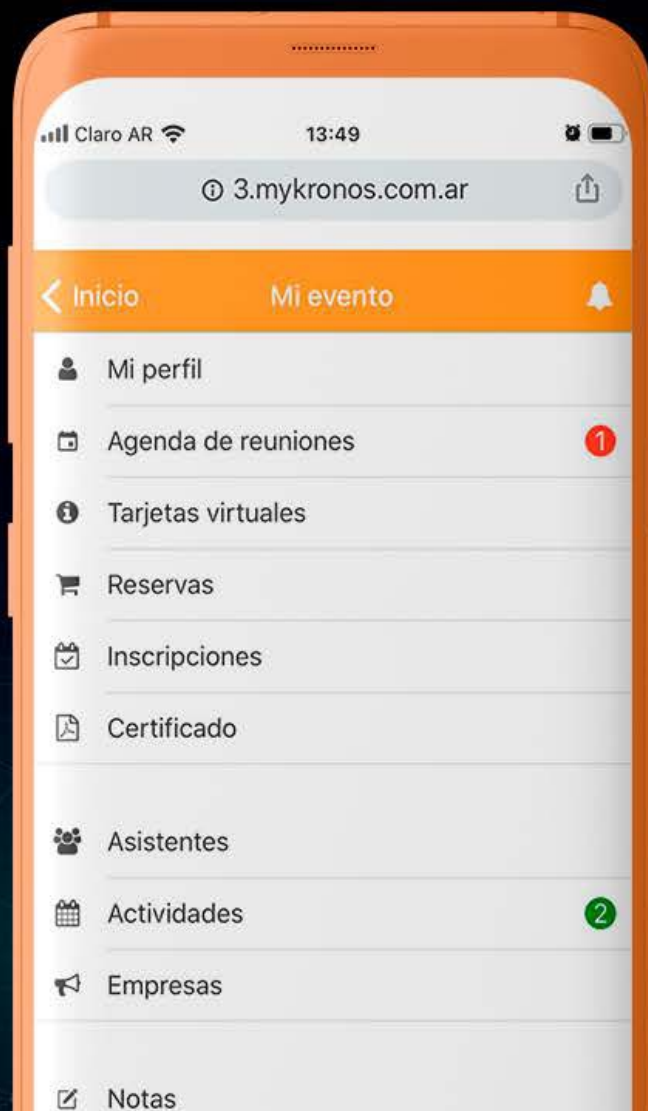 Claro AR 13:49
3.mykronos.com.ar
Inicio Mi evento
Mi perfil
Agenda de reuniones 1
Tarjetas virtuales
Reservas
Inscripciones
Certificado
Asistentes
Actividades 2
Empresas
Notas